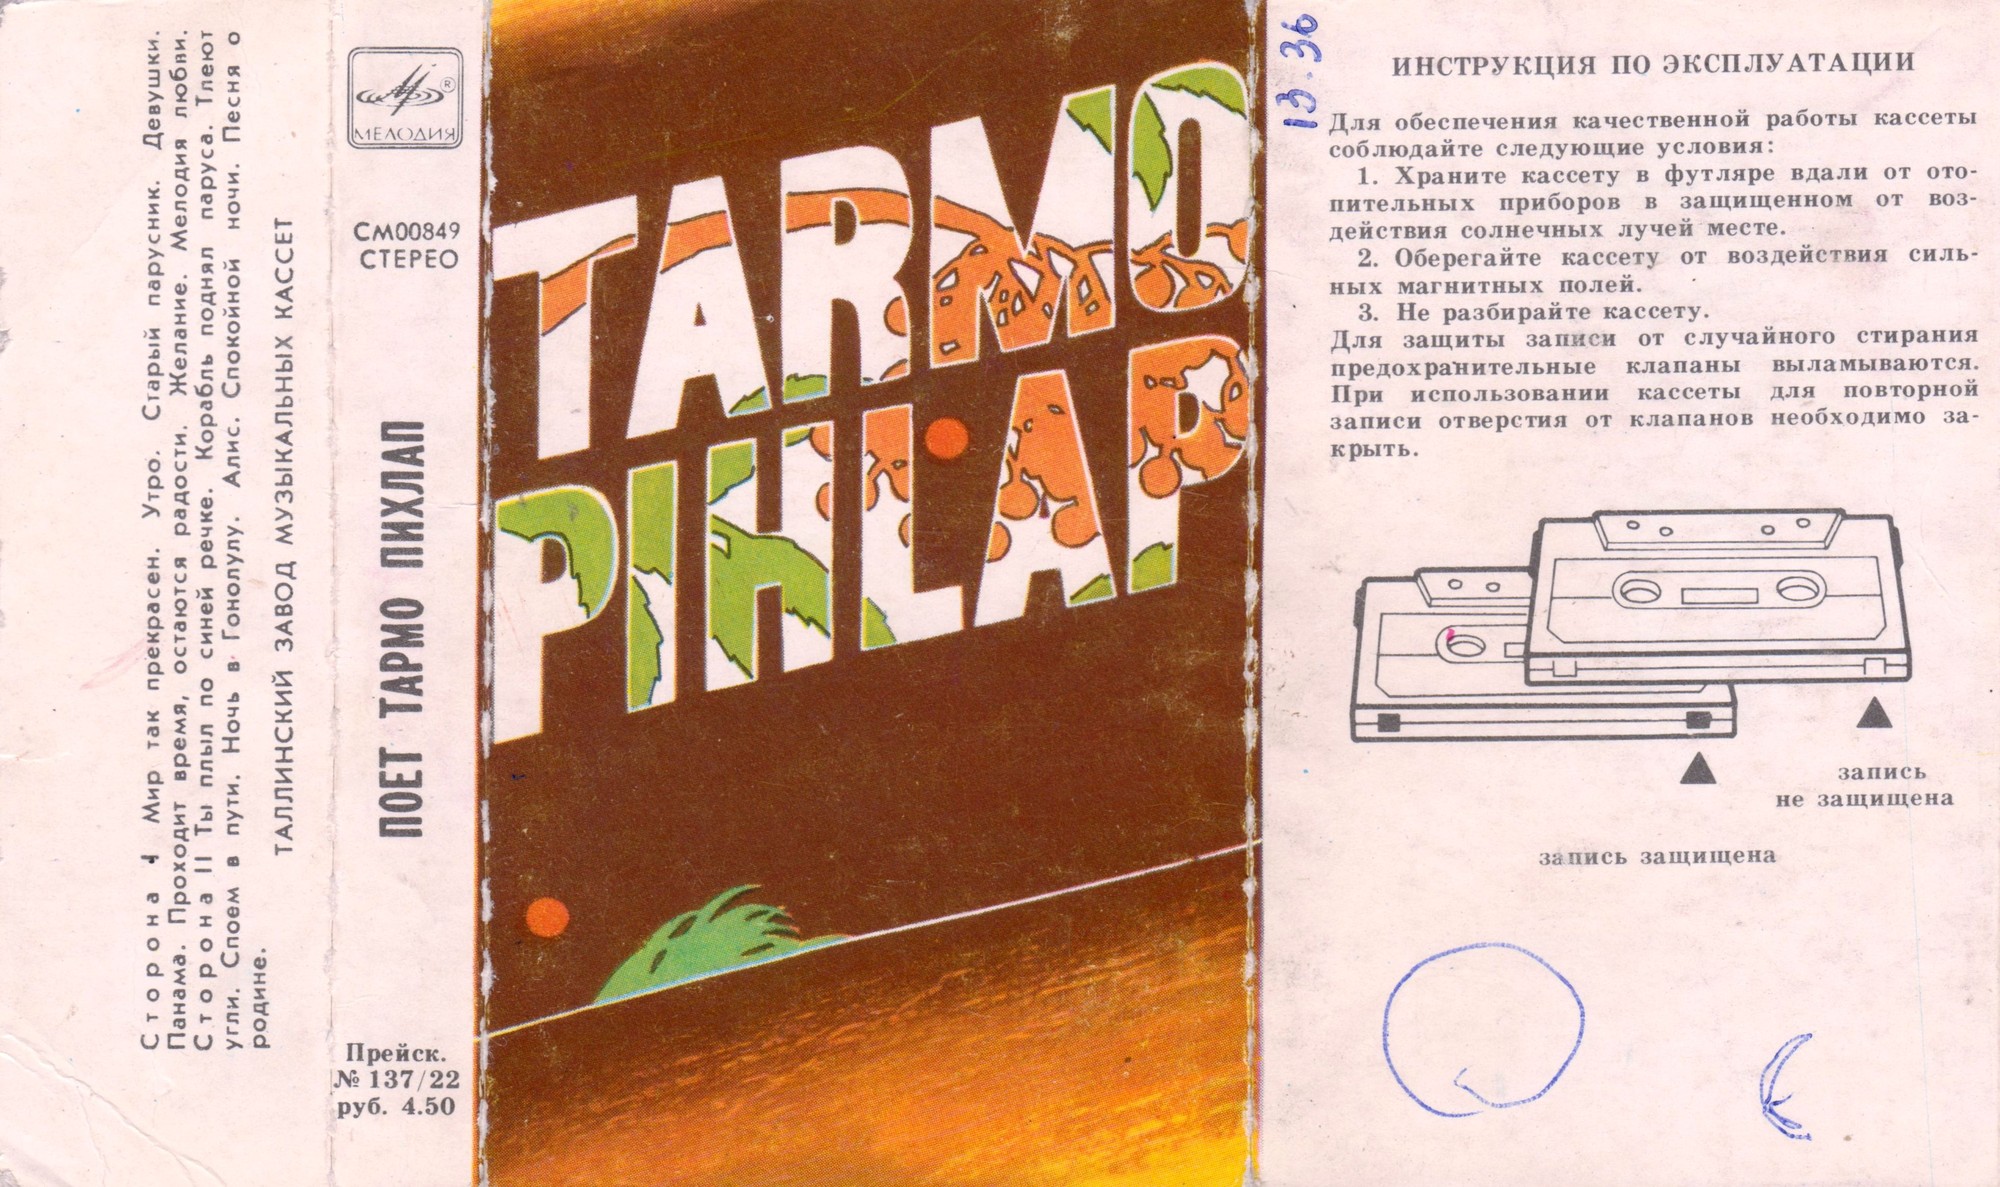 Сторона I Мир так прекрасен. Утро. Старый парусник. Девушки.
Панама. Проходит время, остаются радости. Желание. Мелодия любви.
Сторона II Ты плыл по синей речке. Корабль поднял паруса. Тлеют
угли. Споем в пути. Ночь в Гонолулу. Алис. Спокойной ночи. Песня о
родине.
ТАЛЛИНСКИЙ ЗАВОД МУЗЫКАЛЬНЫХ КАССЕТ
МЕЛОДИЯ ®
СМ00849
СТЕРЕО
ПОЕТ ТАРМО ПИХЛАП
Прейск.
№ 137/22
руб. 4.50
TARMO
PIHLAP
13.36
ИНСТРУКЦИЯ ПО ЭКСПЛУАТАЦИИ
Для обеспечения качественной работы кассеты
соблюдайте следующие условия:
1. Храните кассету в футляре вдали от ото-
пительных приборов в защищенном от воз-
действия солнечных лучей месте.
2. Оберегайте кассету от воздействия силь-
ных магнитных полей.
3. Не разбирайте кассету.
Для защиты записи от случайного стирания
предохранительные клапаны выламываются.
При использовании кассеты для повторной
записи отверстия от клапанов необходимо за-
крыть.
запись
не защищена
запись защищена